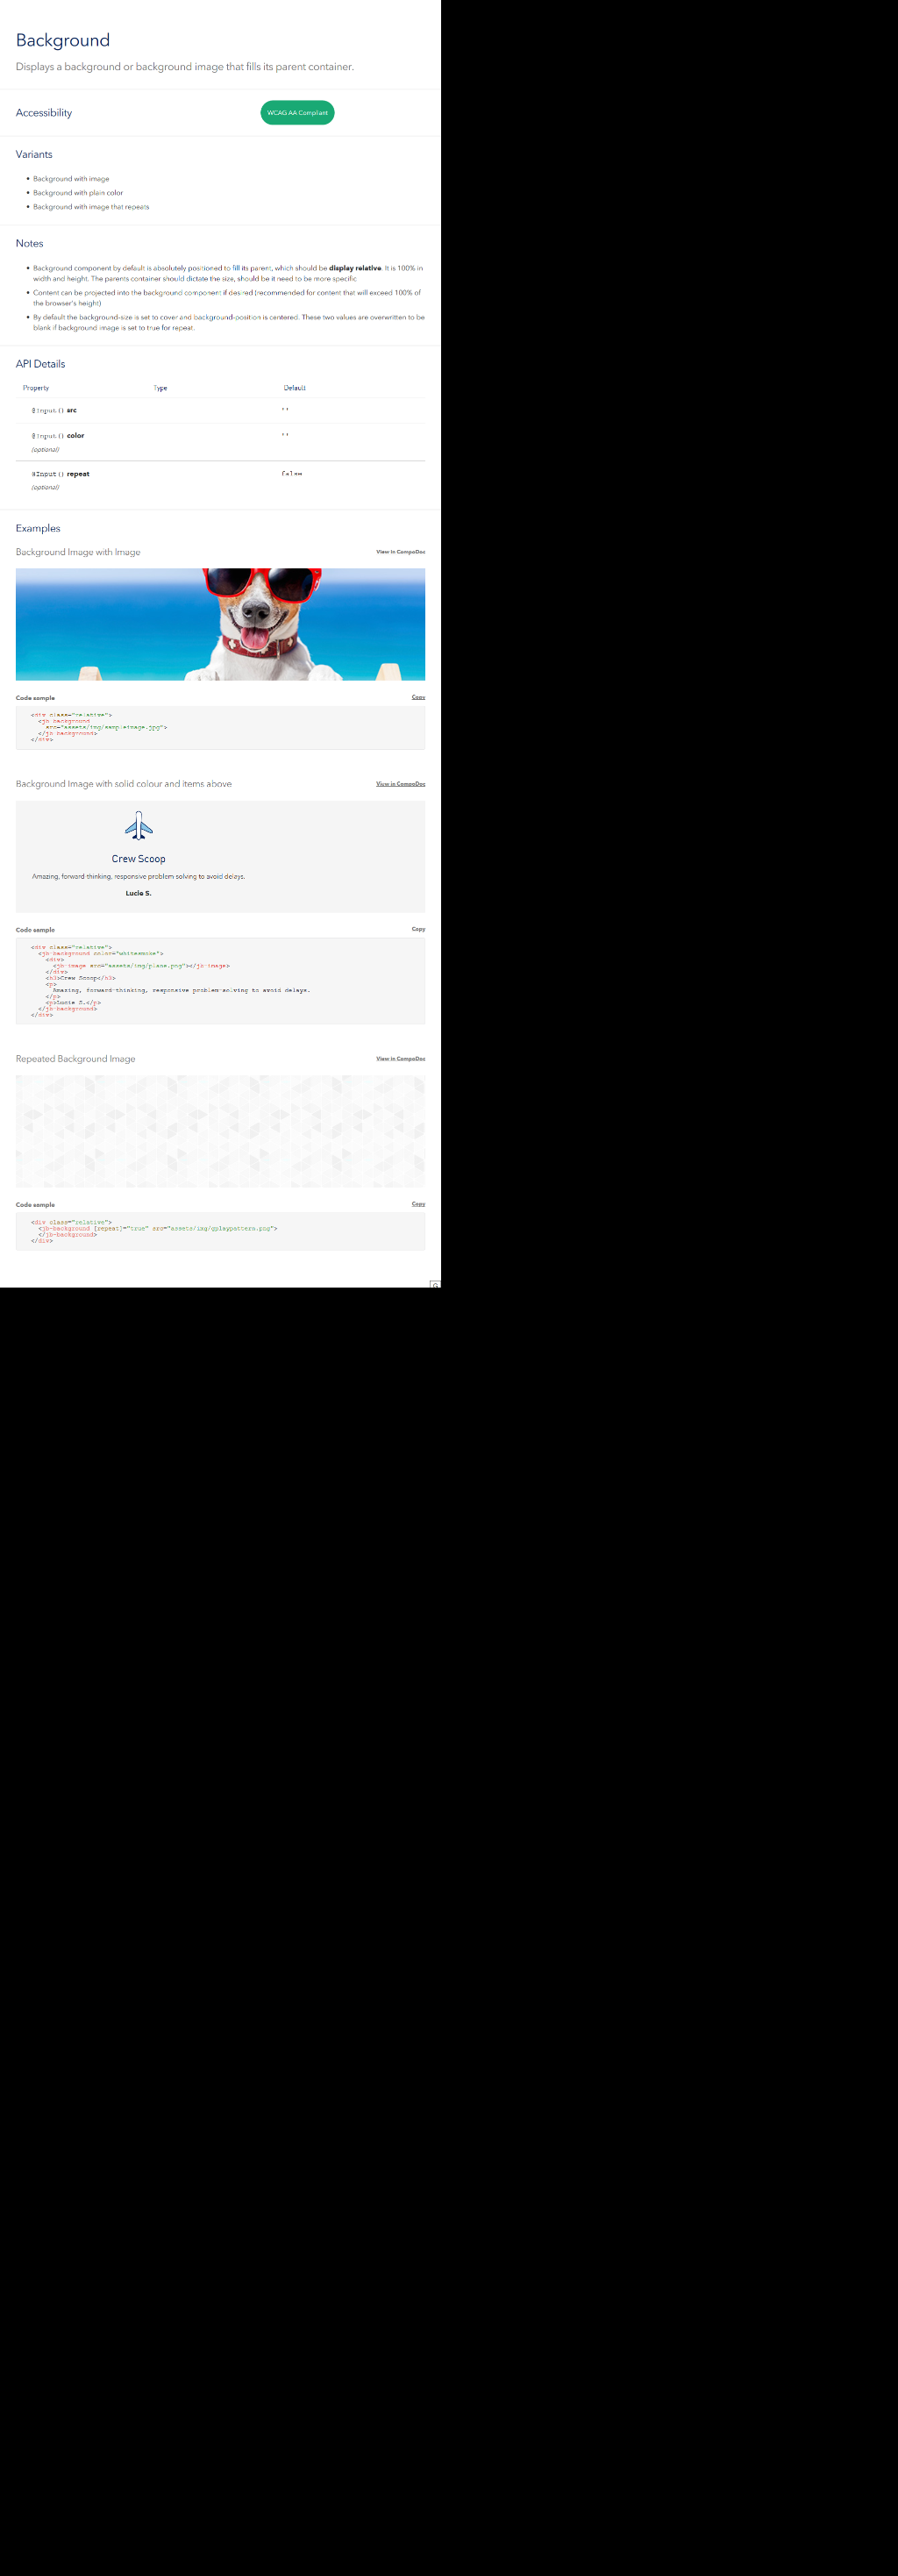 Background
Displays a background or background image that fills its parent container.
Accessibility
WCAG AA Compliant
Variants
Background with image
Background with plain color
Background with image that repeats
Notes
Background component by default is absolutely positioned to fill its parent, which should be display relative. It is 100% in
width and height. The parents container should dictate the size, should be it need to be more specific
Content can be projected into the background component if desired (recommended for content that will exceed 100% of
the browser's height)
By default the background-size is set to cover and background-position is centered. These two values are overwritten to be
blank if background image is set to true for repeat.
API Details
Property Type Default
@Input() ''
@Input() color ''
(optional)
@Input() repeat false
(optional)
Examples
Background Image with Image View in CompoDoc
Code sample Copy
<div class="relative">
<jb-background
src="assets/img/sampleimage.jpg">
</jb-background>
</div>
Background Image with solid colour and items above View in CompoDoc
Crew Scoop
Amazing, forward-thinking, responsive problem-solving to avoid delays.
Lucie S.
Code sample Copy
<div class="relative">
<jb-background color="whitesmoke">
<div>
<jb-image src="assets/img/plane.png"></jb-image>
</div>
<h3>Crew Scoop</h3>
<p>
Amazing, forward-thinking, responsive problem-solving to avoid delays.
</p>
<p>Lucie S.</p>
</jb-background>
</div>
Repeated Background Image View in CompoDoc
Code sample Copy
<div class="relative">
<jb-background [repeat]="true" src="assets/img/gplaypattern.png">
</jb-background>
</div>